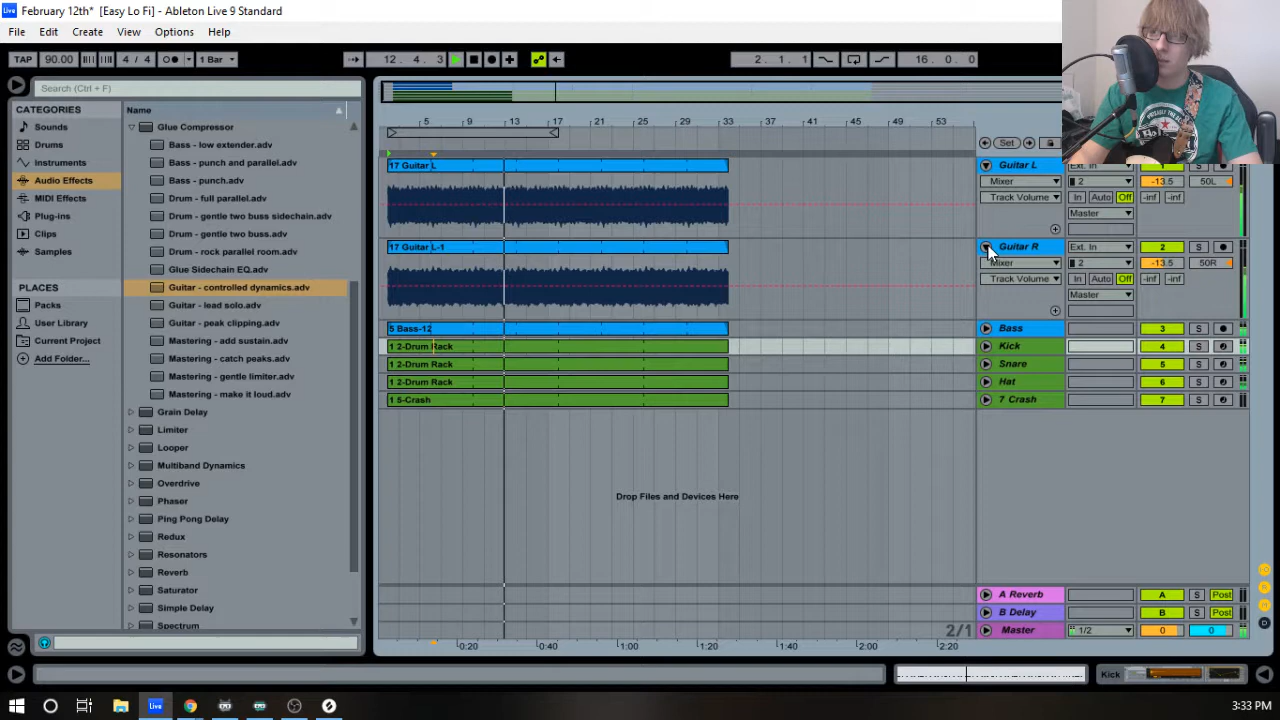 February 12th* [Easy Lo Fi] - Ableton Live 9 Standard
File Edit Create View Options Help
TAP 90.00 4 / 4 1 Bar 12. 4. 3 2. 1. 1 16. 0. 0
Search (Ctrl + F)
CATEGORIES
Sounds
Drums
Instruments
Audio Effects
MIDI Effects
Plug-ins
Clips
Samples
PLACES
Packs
User Library
Current Project
Add Folder...
Name
Glue Compressor
Bass - low extender.adv
Bass - punch and parallel.adv
Bass - punch.adv
Drum - full parallel.adv
Drum - gentle two buss sidechain.adv
Drum - gentle two buss.adv
Drum - rock parallel room.adv
Glue Sidechain EQ.adv
Guitar - controlled dynamics.adv
Guitar - lead solo.adv
Guitar - peak clipping.adv
Mastering - add sustain.adv
Mastering - catch peaks.adv
Mastering - gentle limiter.adv
Mastering - make it loud.adv
Grain Delay
Limiter
Looper
Multiband Dynamics
Overdrive
Phaser
Ping Pong Delay
Redux
Resonators
Reverb
Saturator
Simple Delay
Spectrum
5 9 13 17 21 25 29 33 37 41 45 49 53
Set
17 Guitar L
17 Guitar L-1
5 Bass-12
1 2-Drum Rack
1 2-Drum Rack
1 2-Drum Rack
1 5-Crash
Drop Files and Devices Here
Guitar L Ext. In
Mixer 2 -13.5 50L
Track Volume In Auto Off -inf -inf
Master
Guitar R Ext. In 2 S
Mixer 2 -13.5 50R
Track Volume In Auto Off -inf -inf
Master
Bass 3 S
Kick 4 S
Snare 5 S
Hat 6 S
7 Crash 7 S
A Reverb A S Post
B Delay B S Post
2/1 Master 1/2 0 0
0:20 0:40 1:00 1:20 1:40 2:00 2:20
Kick
Live
3:33 PM